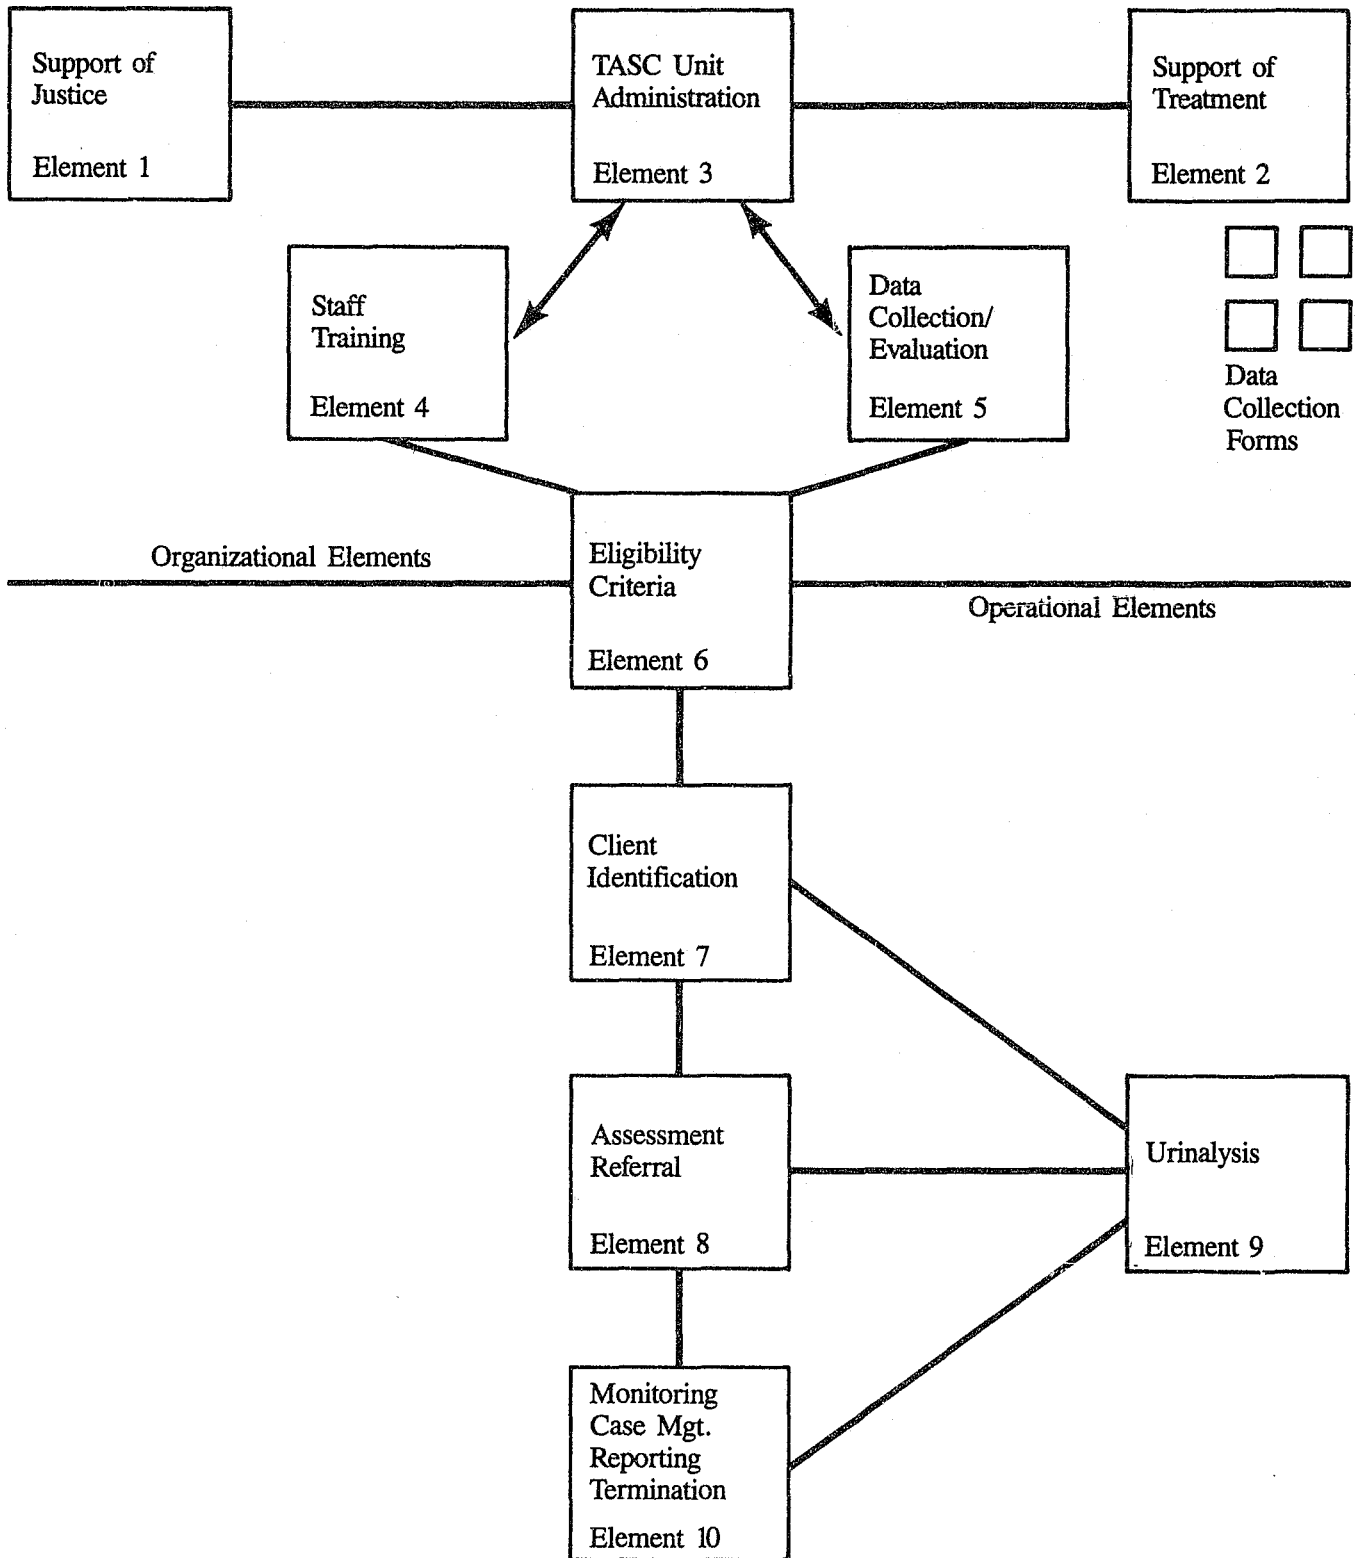 Support of
Justice
Element 1
TASC Unit
Administration
Element 3
Support of
Treatment
Element 2
Staff
Training
Element 4
Data
Collection/
Evaluation
Element 5
Data
Collection
Forms
Organizational Elements
Eligibility
Criteria
Element 6
Operational Elements
Client
Identification
Element 7
Assessment
Referral
Element 8
Urinalysis
Element 9
Monitoring
Case Mgt.
Reporting
Termination
Element 10